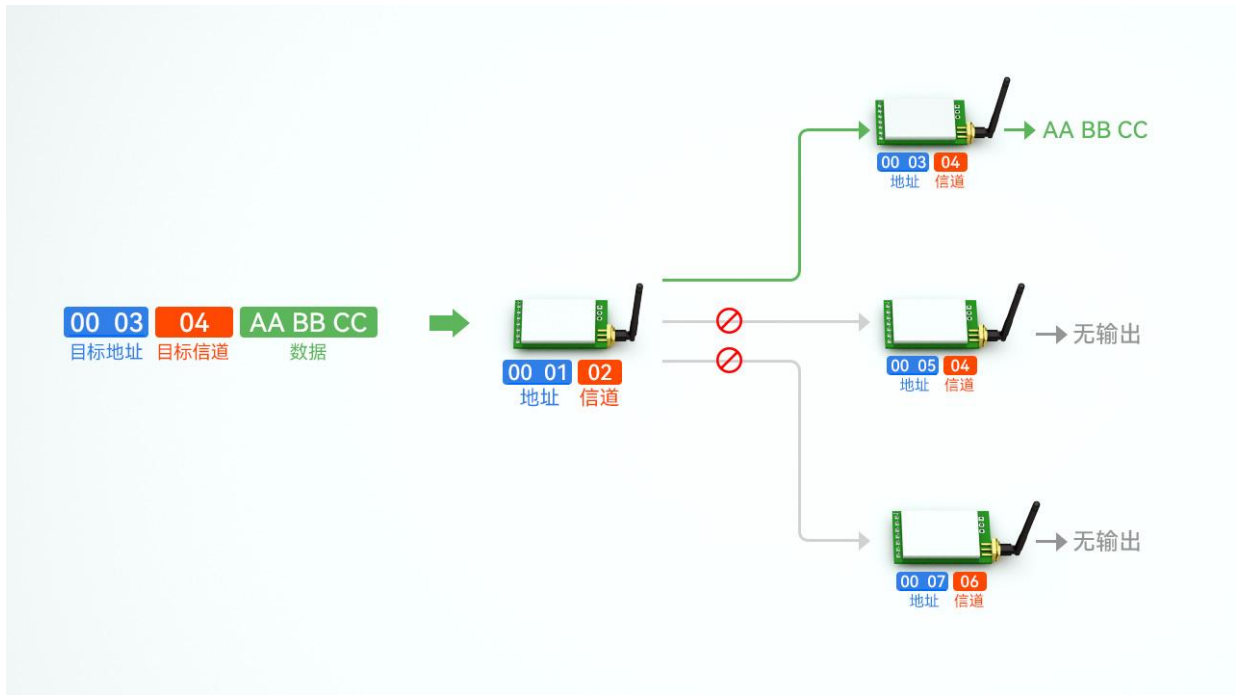 AA BB CC
00 03 04
地址 信道
00 03 04 AA BB CC
目标地址 目标信道 数据
00 01 02
地址 信道
无输出
00 05 04
地址 信道
无输出
00 07 06
地址 信道